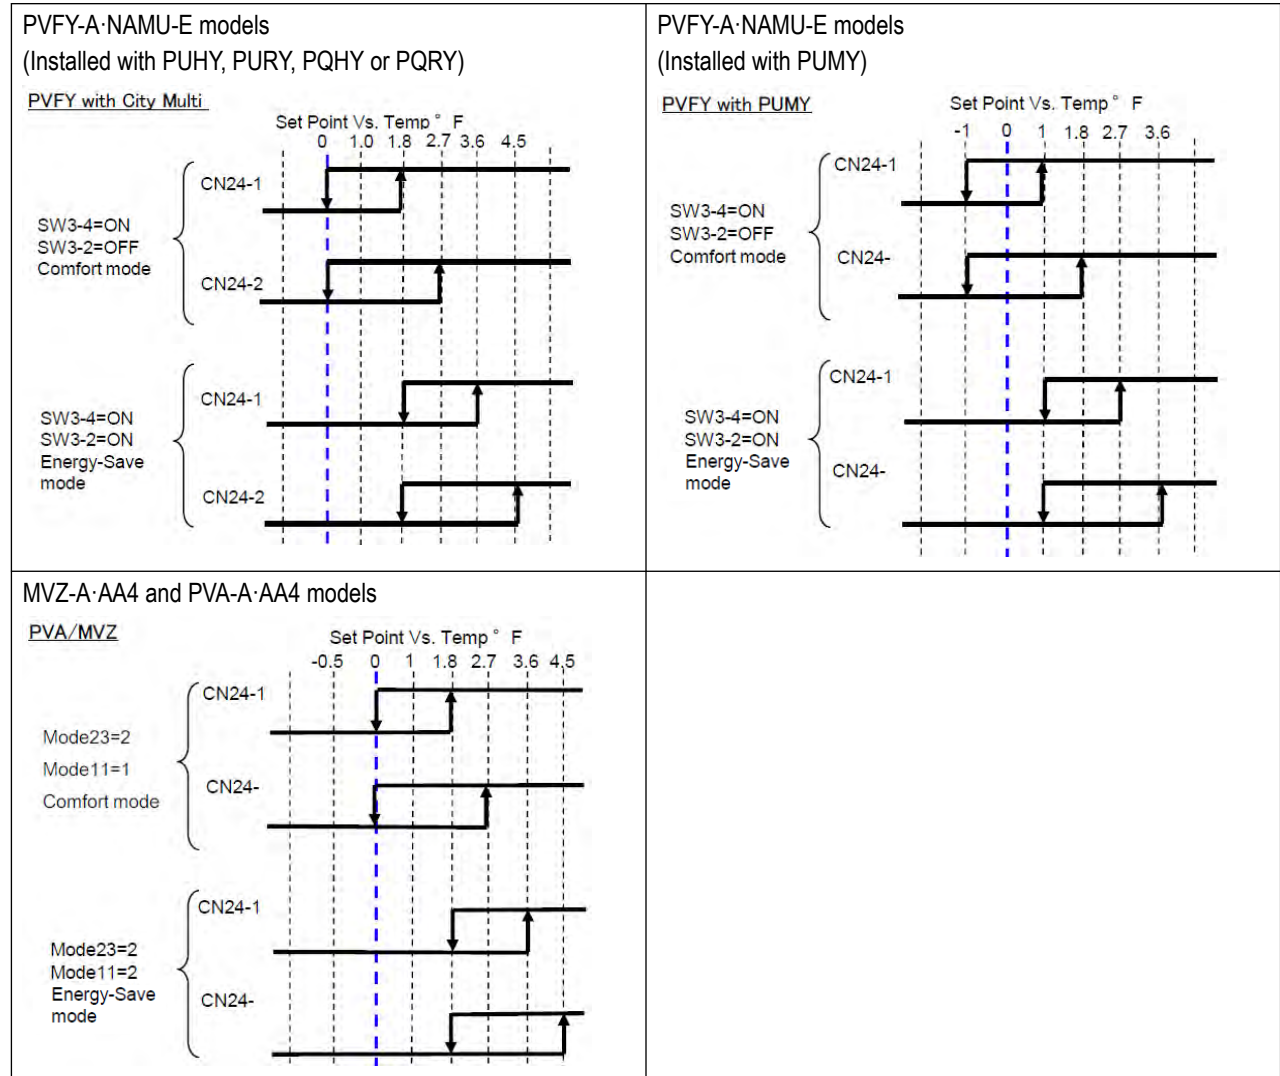 PVFY-A·NAMU-E models
(Installed with PUHY, PURY, PQHY or PQRY)
PVFY with City Multi
Set Point Vs. Temp ° F
0 1.0 1.8 2.7 3.6 4.5
CN24-1
SW3-4=ON
SW3-2=OFF
Comfort mode
CN24-2
CN24-1
SW3-4=ON
SW3-2=ON
Energy-Save
mode
CN24-2
PVFY-A·NAMU-E models
(Installed with PUMY)
PVFY with PUMY
Set Point Vs. Temp ° F
-1 0 1 1.8 2.7 3.6
CN24-1
SW3-4=ON
SW3-2=OFF
Comfort mode
CN24-
CN24-1
SW3-4=ON
SW3-2=ON
Energy-Save
mode
CN24-
MVZ-A·AA4 and PVA-A·AA4 models
PVA/MVZ
Set Point Vs. Temp ° F
-0.5 0 1 1.8 2.7 3.6 4.5
CN24-1
Mode23=2
Mode11=1
Comfort mode
CN24-
CN24-1
Mode23=2
Mode11=2
Energy-Save
mode
CN24-